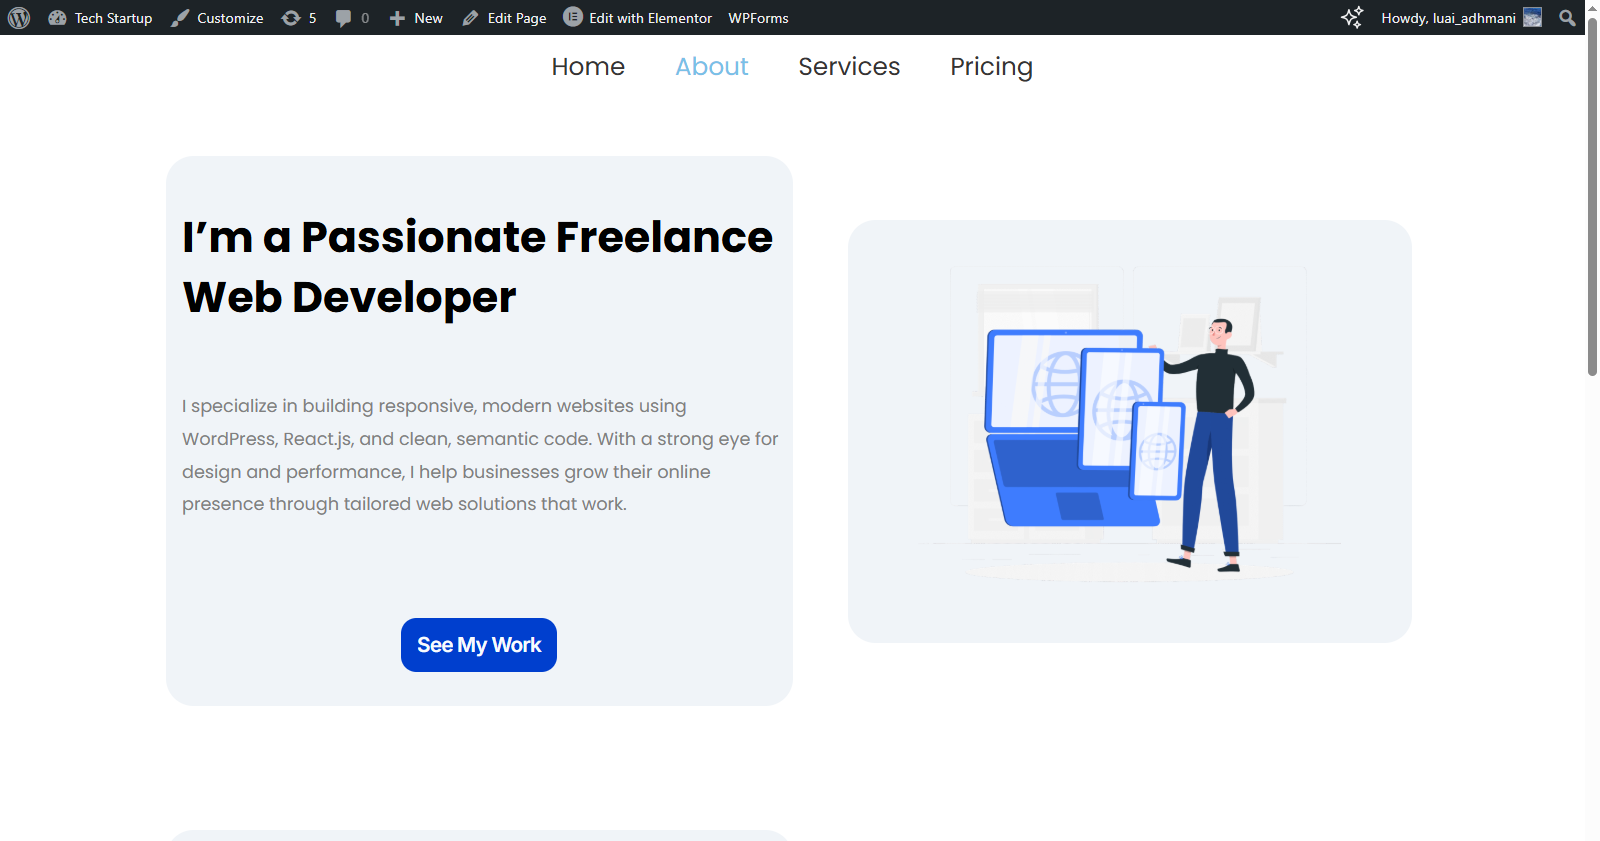 Tech Startup Customize 5 0 New Edit Page Edit with Elementor WPForms Howdy, luai_adhmani
Home About Services Pricing
I’m a Passionate Freelance
Web Developer
I specialize in building responsive, modern websites using
WordPress, React.js, and clean, semantic code. With a strong eye for
design and performance, I help businesses grow their online
presence through tailored web solutions that work.
See My Work